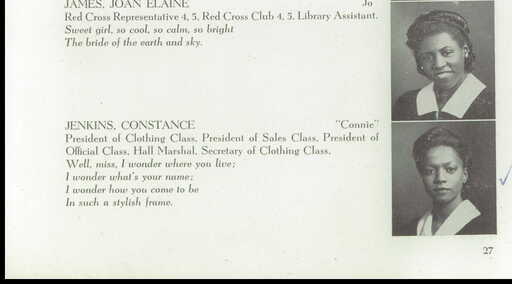 JAMES, JOAN ELAINE Jo
Red Cross Representative 4, 5, Red Cross Club 4, 5, Library Assistant.
Sweet girl, so cool, so calm, so bright
The bride of the earth and sky.
JENKINS, CONSTANCE "Connie"
President of Clothing Class, President of Sales Class, President of
Official Class, Hall Marshal, Secretary of Clothing Class.
Well, miss, I wonder where you live;
I wonder what's your name;
I wonder how you come to be
In such a stylish frame.
27